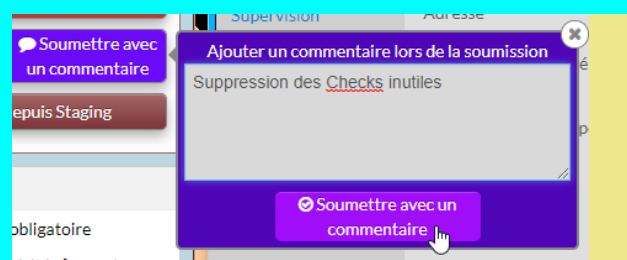 Supervision
Adresse
Soumettre avec
un commentaire
epuis Staging
obligatoire
Ajouter un commentaire lors de la soumission
Suppression des Checks inutiles
Soumettre avec un
commentaire